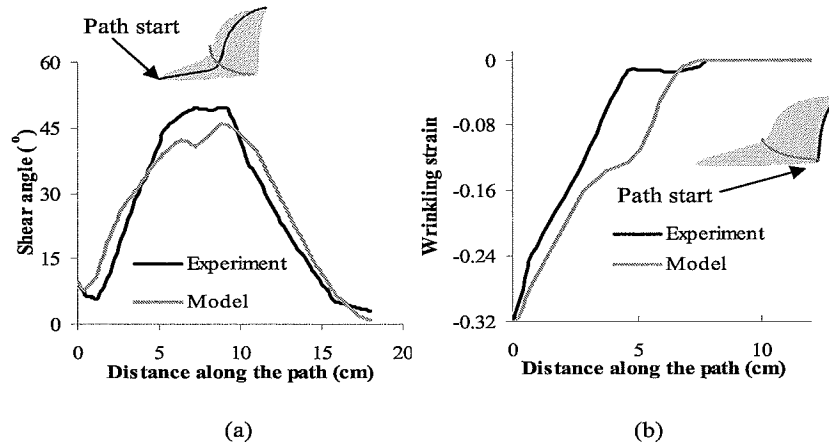 Path start
60
45
30
15
0
Shear angle (°)
Experiment
Model
0 5 10 15 20
Distance along the path (cm)
(a)
0
-0.08
-0.16
-0.24
-0.32
Wrinkling strain
Path start
Experiment
Model
0 5 10
Distance along the path (cm)
(b)